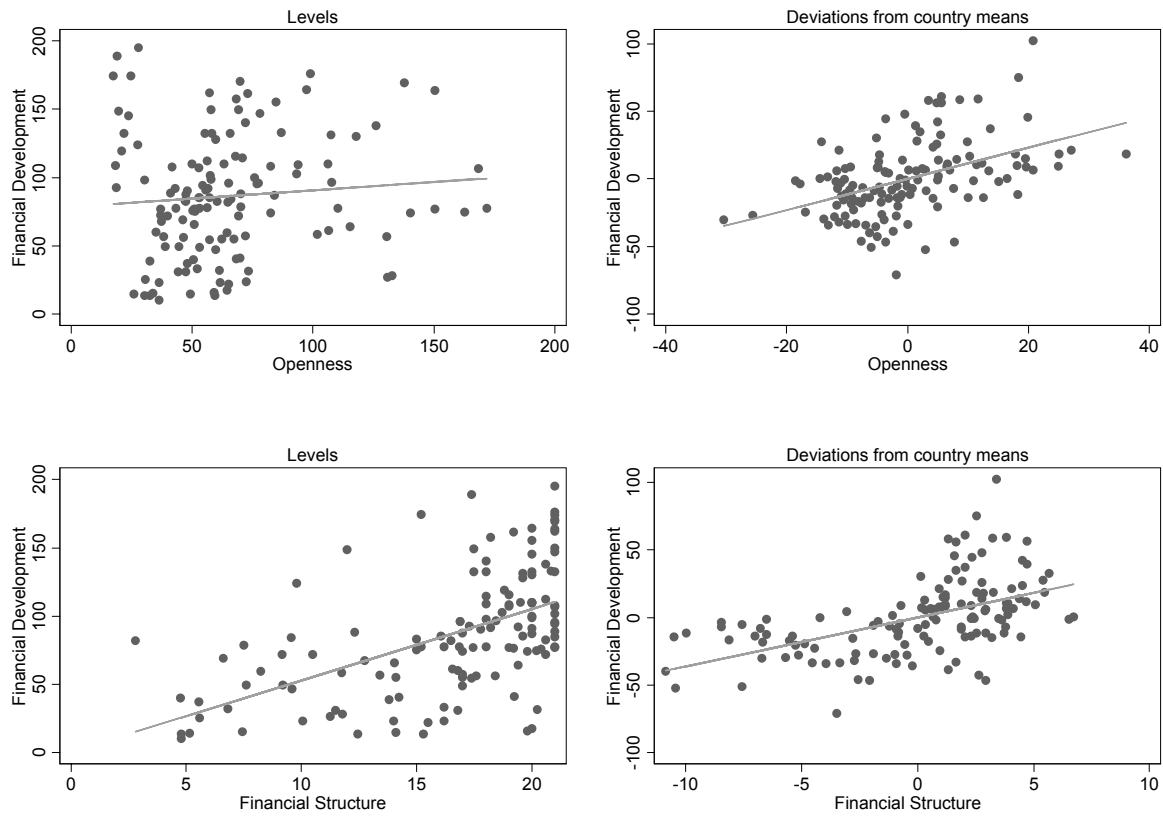 Levels
Financial Development
200
150
100
50
0
0 50 100 150 200
Openness
Deviations from country means
Financial Development
100
50
0
-50
-100
-40 -20 0 20 40
Openness
Levels
Financial Development
200
150
100
50
0
0 5 10 15 20
Financial Structure
Deviations from country means
Financial Development
100
50
0
-50
-100
-10 -5 0 5 10
Financial Structure